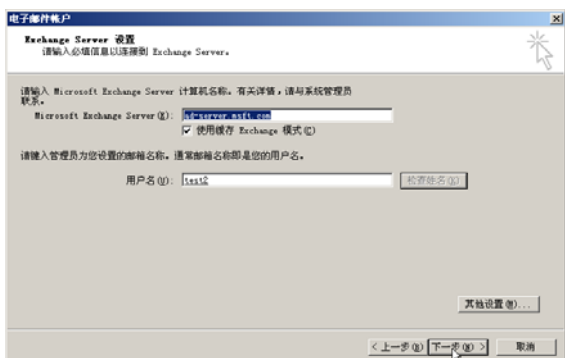 电子邮件帐户
Exchange Server 设置
请输入必填信息以连接到 Exchange Server。
请输入 Microsoft Exchange Server 计算机名称。有关详情，请与系统管理员
联系。
Microsoft Exchange Server(E): ad-server.msft.com
使用缓存 Exchange 模式(C)
请键入管理员为您设置的邮箱名称。通常邮箱名称即是您的用户名。
用户名(U): test2 检查姓名(K)
其他设置(M)...
< 上一步(B) 下一步(N) > 取消